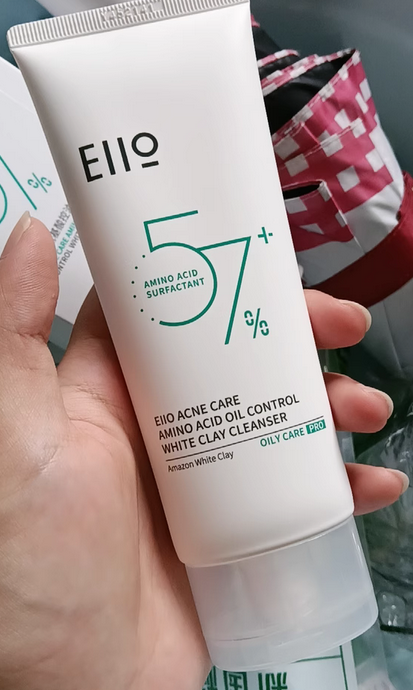 EIIO
57+%
AMINO ACID
SURFACTANT
EIIO ACNE CARE
AMINO ACID OIL CONTROL
WHITE CLAY CLEANSER
OILY CARE PRO
Amazon White Clay